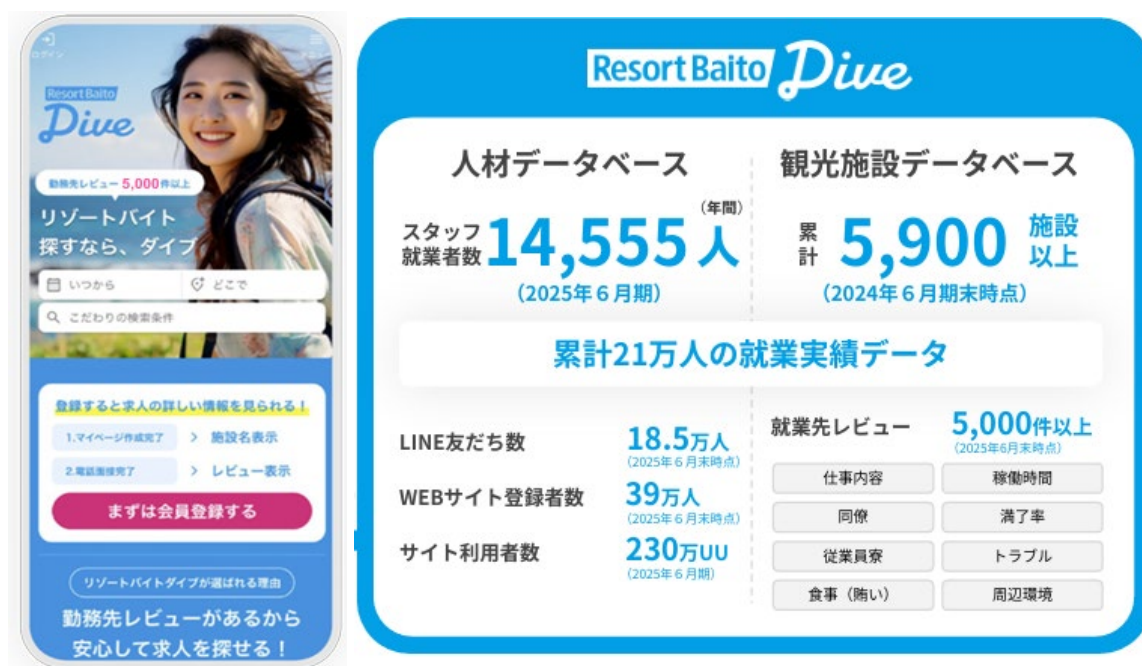 ログイン
Resort Baito
Dive
勤務先レビュー 5,000件以上
リゾートバイト
探すなら、ダイブ
いつから
どこで
こだわりの検索条件
登録すると求人の詳しい情報を見られる！
1.マイページ作成完了 > 施設名表示
2.電話面接完了 > レビュー表示
まずは会員登録する
リゾートバイトダイブが選ばれる理由
勤務先レビューがあるから
安心して求人を探せる！
Resort Baito Dive
人材データベース
スタッフ
就業者数
14,555人
（年間）
（2025年６月期）
観光施設データベース
累計
5,900
施設
以上
（2024年６月期末時点）
累計21万人の就業実績データ
LINE友だち数
18.5万人
（2025年６月末時点）
WEBサイト登録者数
39万人
（2025年６月末時点）
サイト利用者数
230万UU
（2025年６月期）
就業先レビュー
5,000件以上
（2025年6月末時点）
仕事内容
稼働時間
同僚
満了率
従業員寮
トラブル
食事（賄い）
周辺環境